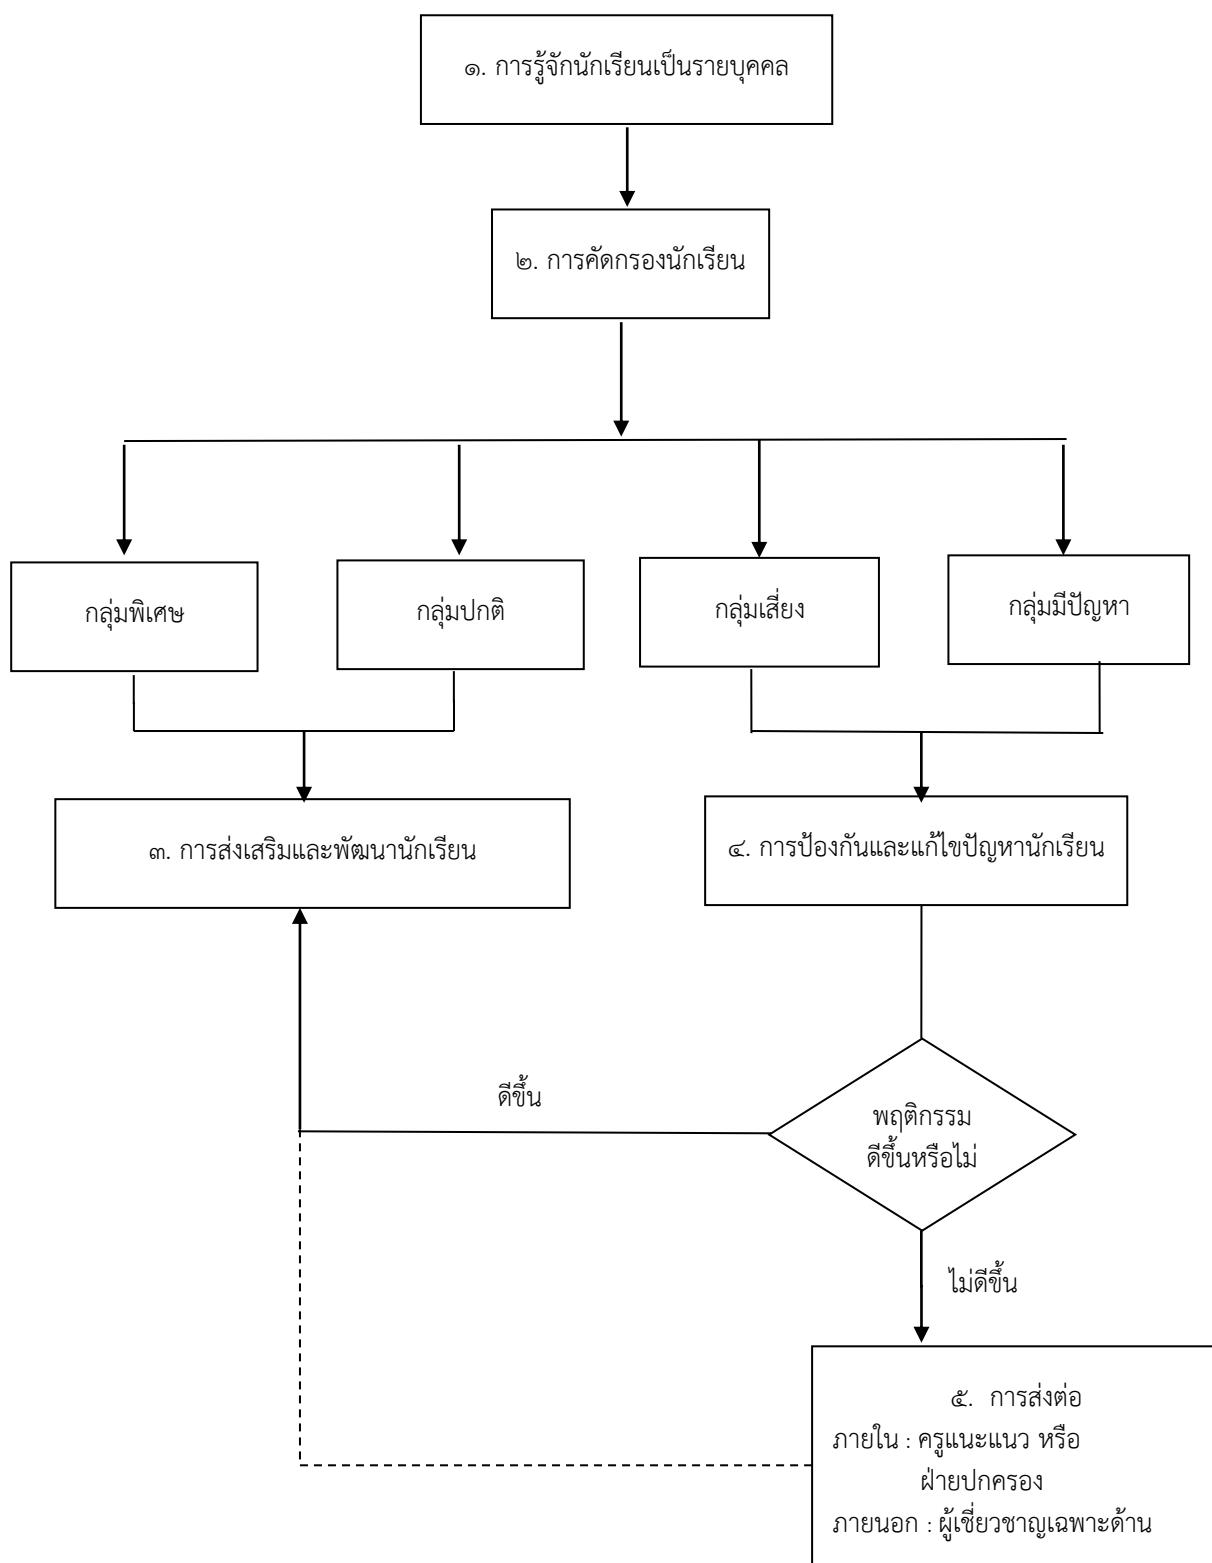 ๑. การรู้จักนักเรียนเป็นรายบุคคล
๒. การคัดกรองนักเรียน
กลุ่มพิเศษ
กลุ่มปกติ
กลุ่มเสี่ยง
กลุ่มมีปัญหา
๓. การส่งเสริมและพัฒนานักเรียน
๔. การป้องกันและแก้ไขปัญหานักเรียน
ดีขึ้น
พฤติกรรม
ดีขึ้นหรือไม่
ไม่ดีขึ้น
๕. การส่งต่อ
ภายใน : ครูแนะแนว หรือ
ฝ่ายปกครอง
ภายนอก : ผู้เชี่ยวชาญเฉพาะด้าน